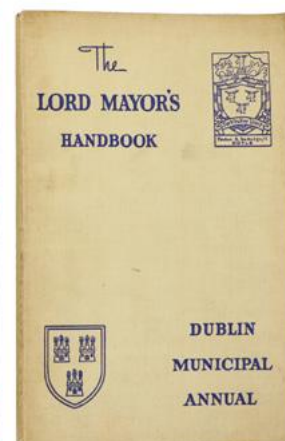 The
LORD MAYOR'S
HANDBOOK
DUBLIN
MUNICIPAL
ANNUAL